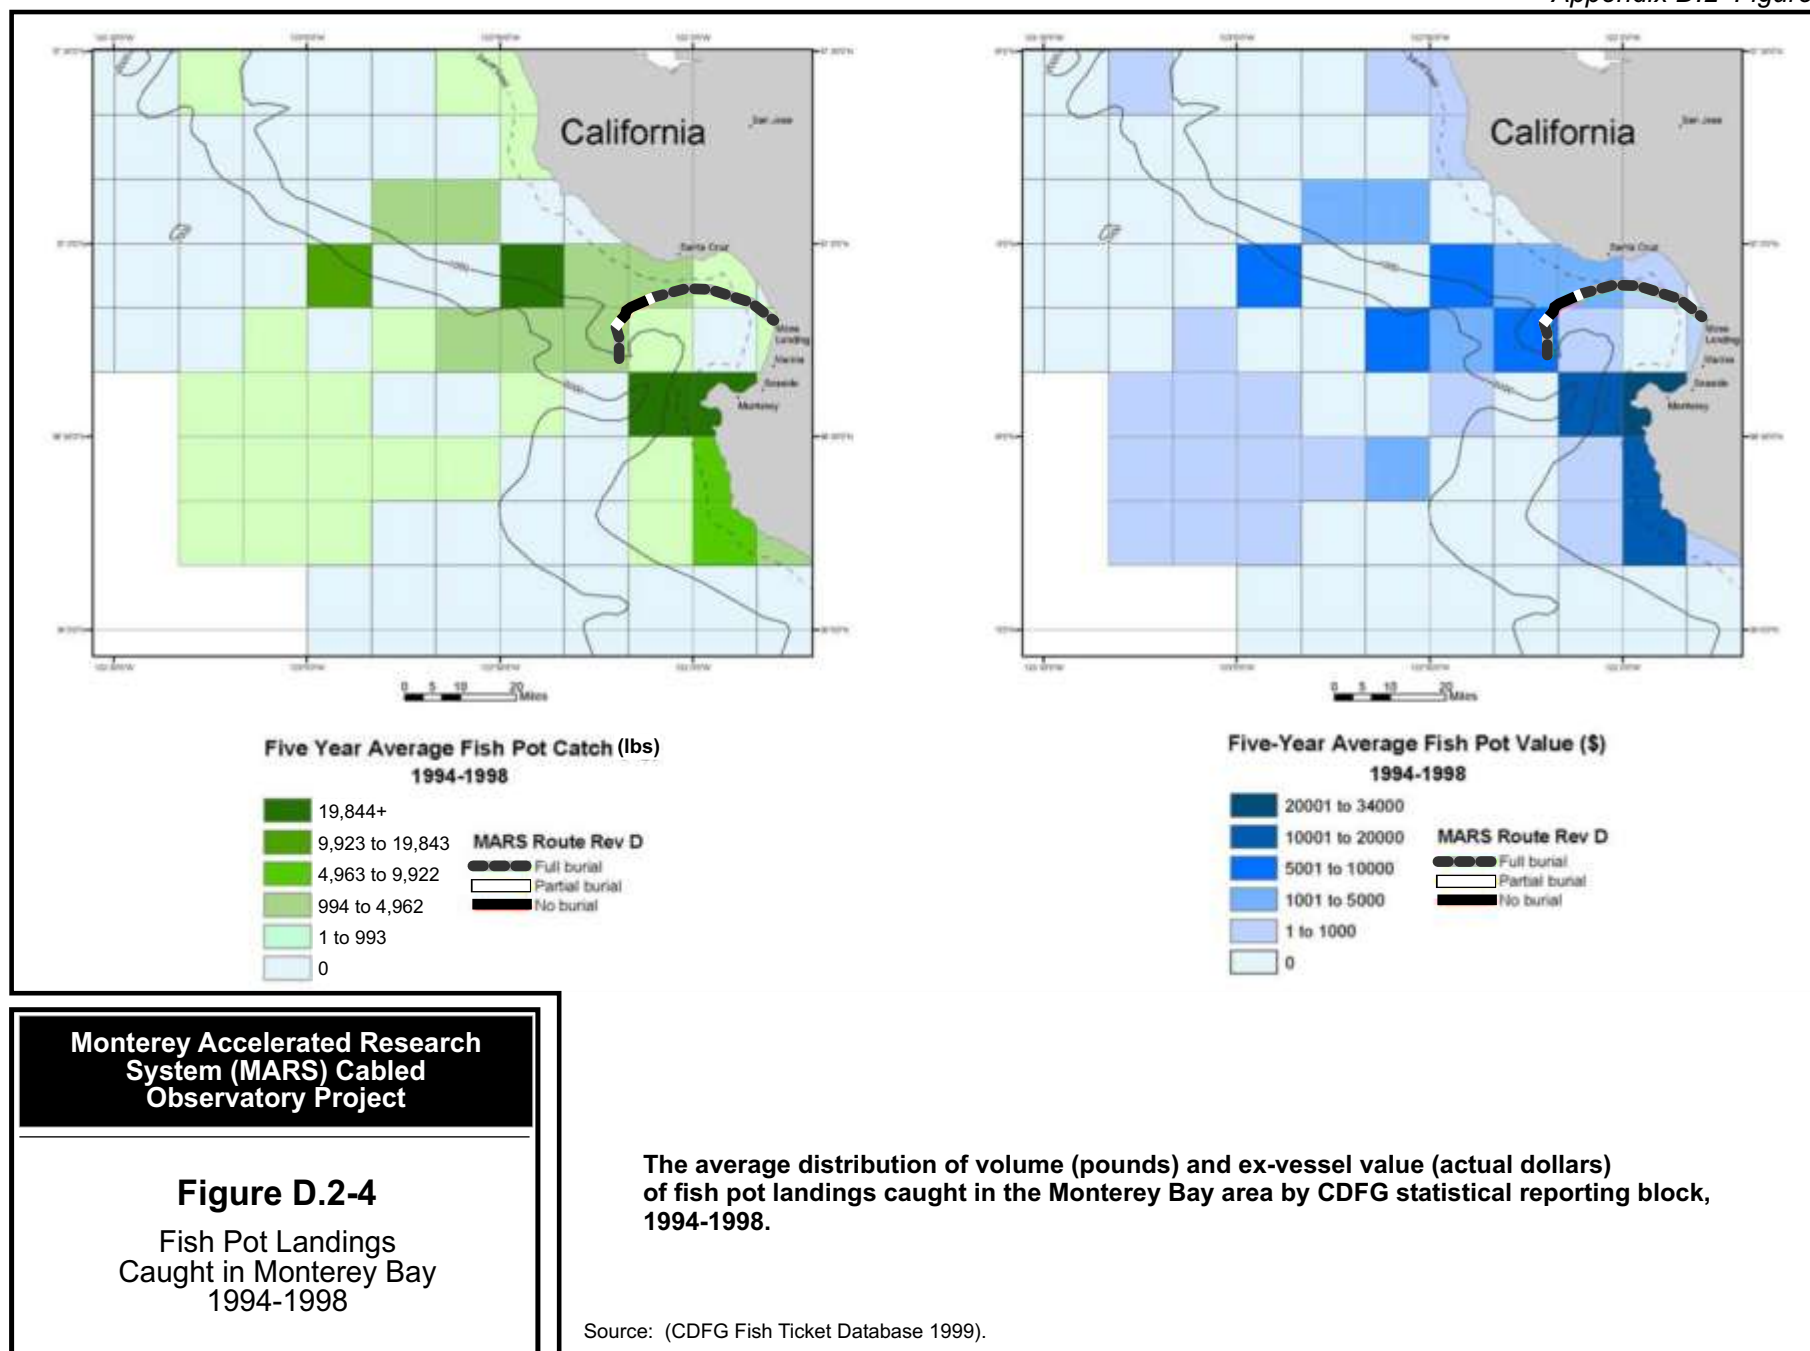 Appendix D.2 Figure
California
San Jose
Santa Cruz
Moss
Landing
Marina
Seaside
Monterey
0 5 10 20
Miles
Five Year Average Fish Pot Catch (lbs)
1994-1998
19,844+
9,923 to 19,843
4,963 to 9,922
994 to 4,962
1 to 993
0
MARS Route Rev D
Full burial
Partial burial
No burial
California
San Jose
Santa Cruz
Moss
Landing
Marina
Seaside
Monterey
0 5 10 20
Miles
Five-Year Average Fish Pot Value ($)
1994-1998
20001 to 34000
10001 to 20000
5001 to 10000
1001 to 5000
1 to 1000
0
MARS Route Rev D
Full burial
Partial burial
No burial
Monterey Accelerated Research
System (MARS) Cabled
Observatory Project
Figure D.2-4
Fish Pot Landings
Caught in Monterey Bay
1994-1998
The average distribution of volume (pounds) and ex-vessel value (actual dollars)
of fish pot landings caught in the Monterey Bay area by CDFG statistical reporting block,
1994-1998.
Source: (CDFG Fish Ticket Database 1999).